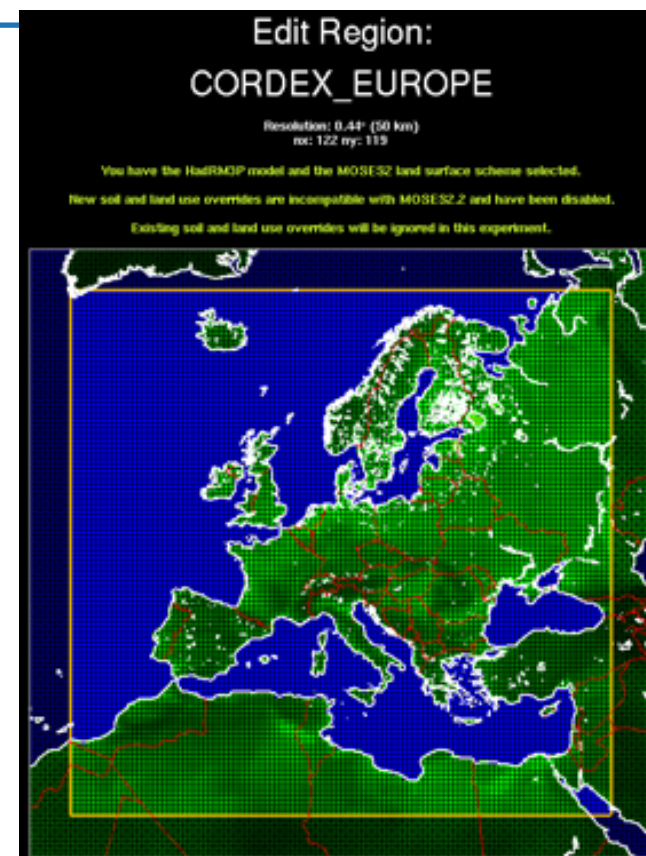 Edit Region:
CORDEX_EUROPE
Resolution: 0.44° (50 km)
nx: 122 ny: 119
You have the HadRM3P model and the MOSES2 land surface scheme selected.
New soil and land use overrides are incompatible with MOSES2.2 and have been disabled.
Existing soil and land use overrides will be ignored in this experiment.